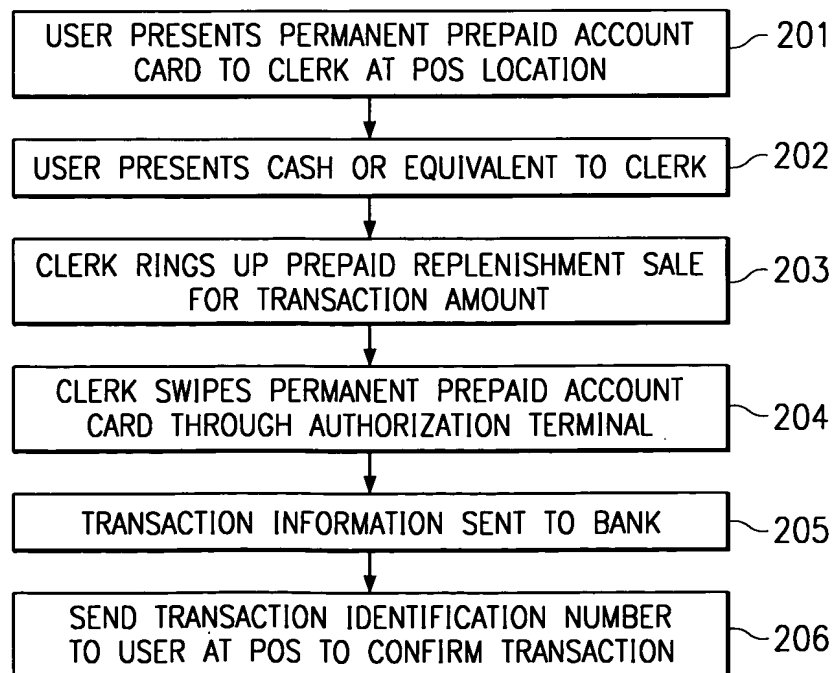 USER PRESENTS PERMANENT PREPAID ACCOUNT
CARD TO CLERK AT POS LOCATION
201
USER PRESENTS CASH OR EQUIVALENT TO CLERK
202
CLERK RINGS UP PREPAID REPLENISHMENT SALE
FOR TRANSACTION AMOUNT
203
CLERK SWIPES PERMANENT PREPAID ACCOUNT
CARD THROUGH AUTHORIZATION TERMINAL
204
TRANSACTION INFORMATION SENT TO BANK
205
SEND TRANSACTION IDENTIFICATION NUMBER
TO USER AT POS TO CONFIRM TRANSACTION
206